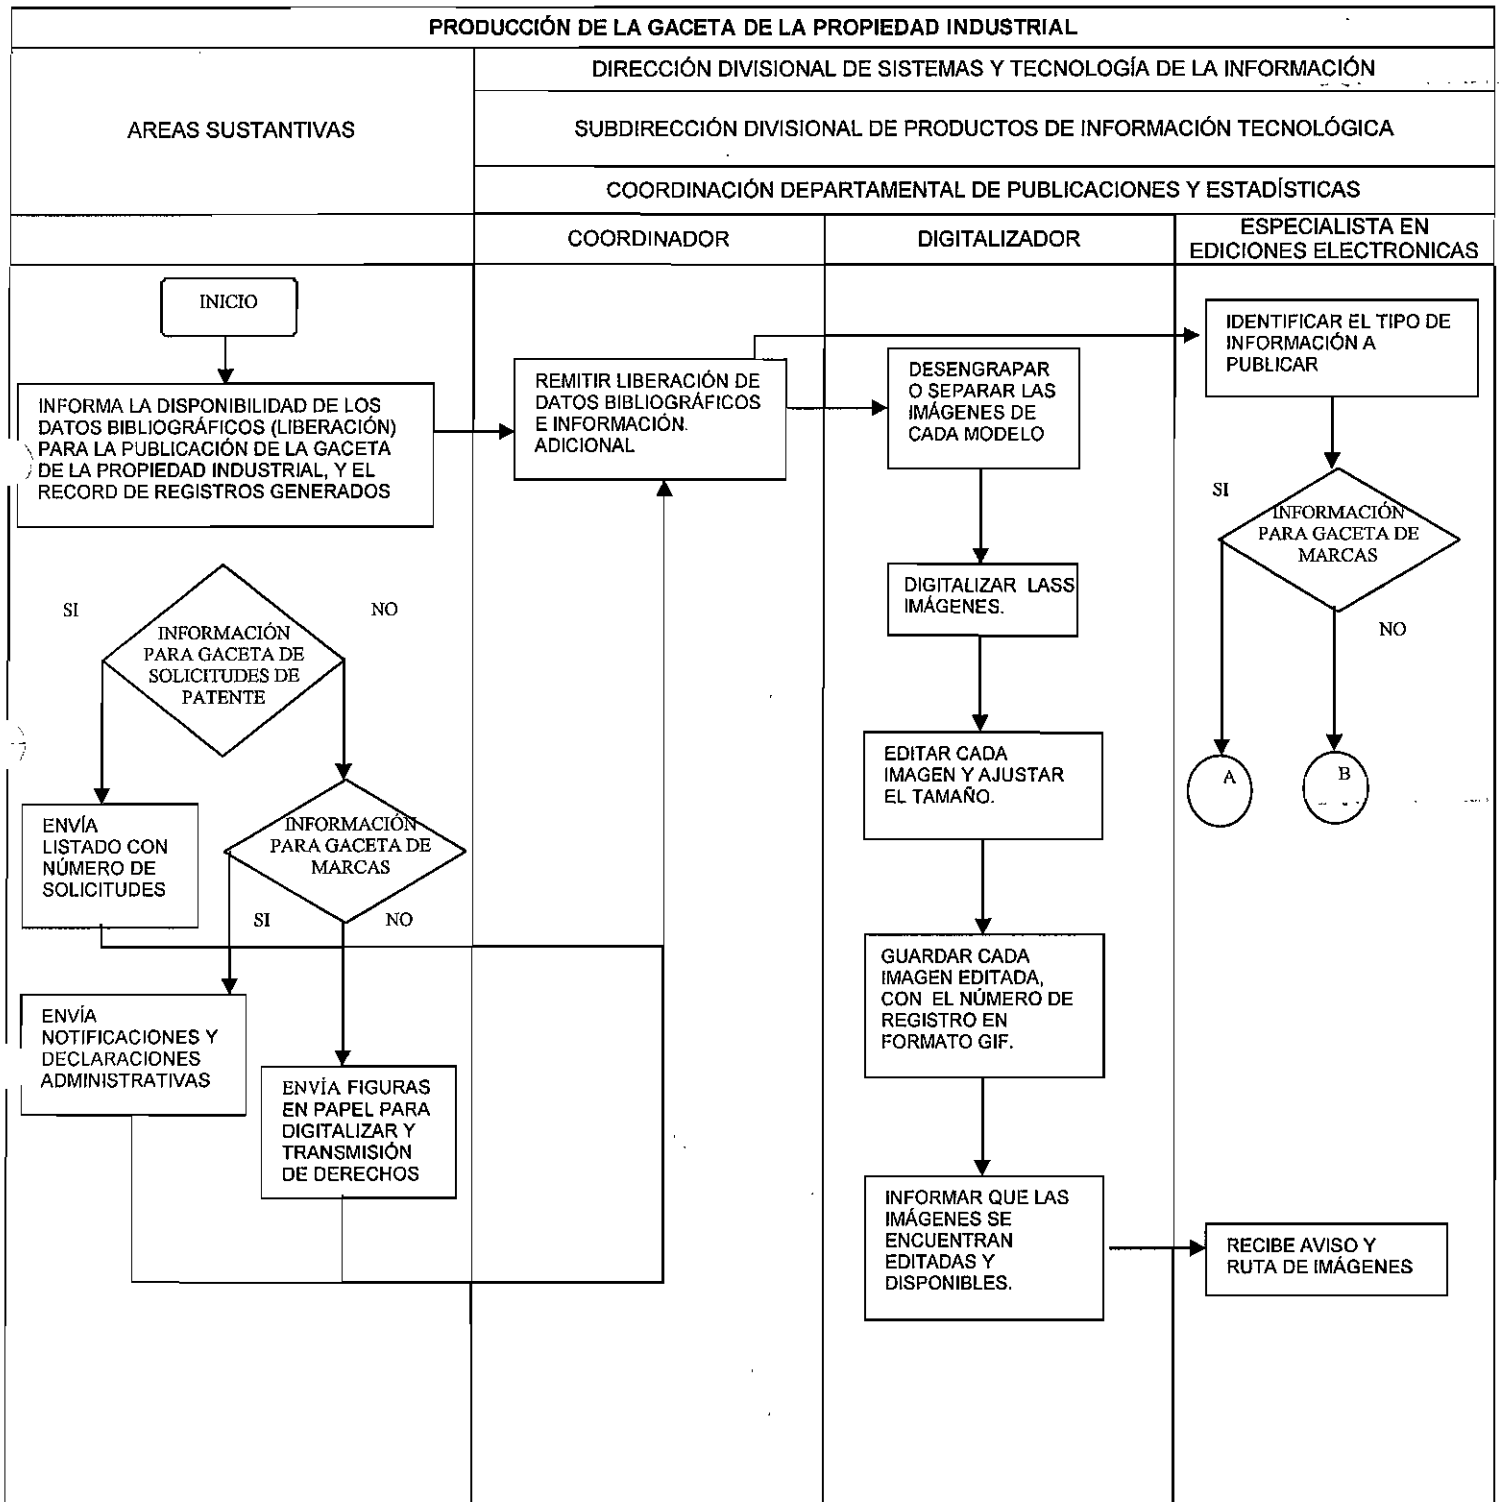 PRODUCCIÓN DE LA GACETA DE LA PROPIEDAD INDUSTRIAL
AREAS SUSTANTIVAS
DIRECCIÓN DIVISIONAL DE SISTEMAS Y TECNOLOGÍA DE LA INFORMACIÓN
SUBDIRECCIÓN DIVISIONAL DE PRODUCTOS DE INFORMACIÓN TECNOLÓGICA
COORDINACIÓN DEPARTAMENTAL DE PUBLICACIONES Y ESTADÍSTICAS
COORDINADOR
DIGITALIZADOR
ESPECIALISTA EN
EDICIONES ELECTRONICAS
INICIO
INFORMA LA DISPONIBILIDAD DE LOS
DATOS BIBLIOGRÁFICOS (LIBERACIÓN)
PARA LA PUBLICACIÓN DE LA GACETA
DE LA PROPIEDAD INDUSTRIAL, Y EL
RECORD DE REGISTROS GENERADOS
SI
NO
INFORMACIÓN
PARA GACETA DE
SOLICITUDES DE
PATENTE
ENVÍA
LISTADO CON
NÚMERO DE
SOLICITUDES
INFORMACIÓN
PARA GACETA DE
MARCAS
SI
NO
ENVÍA
NOTIFICACIONES Y
DECLARACIONES
ADMINISTRATIVAS
ENVÍA FIGURAS
EN PAPEL PARA
DIGITALIZAR Y
TRANSMISIÓN
DE DERECHOS
REMITIR LIBERACIÓN DE
DATOS BIBLIOGRÁFICOS
E INFORMACIÓN.
ADICIONAL
DESENGRAPAR
O SEPARAR LAS
IMÁGENES DE
CADA MODELO
DIGITALIZAR LASS
IMÁGENES.
EDITAR CADA
IMAGEN Y AJUSTAR
EL TAMAÑO.
GUARDAR CADA
IMAGEN EDITADA,
CON EL NÚMERO DE
REGISTRO EN
FORMATO GIF.
INFORMAR QUE LAS
IMÁGENES SE
ENCUENTRAN
EDITADAS Y
DISPONIBLES.
IDENTIFICAR EL TIPO DE
INFORMACIÓN A
PUBLICAR
SI
INFORMACIÓN
PARA GACETA DE
MARCAS
NO
A
B
RECIBE AVISO Y
RUTA DE IMÁGENES